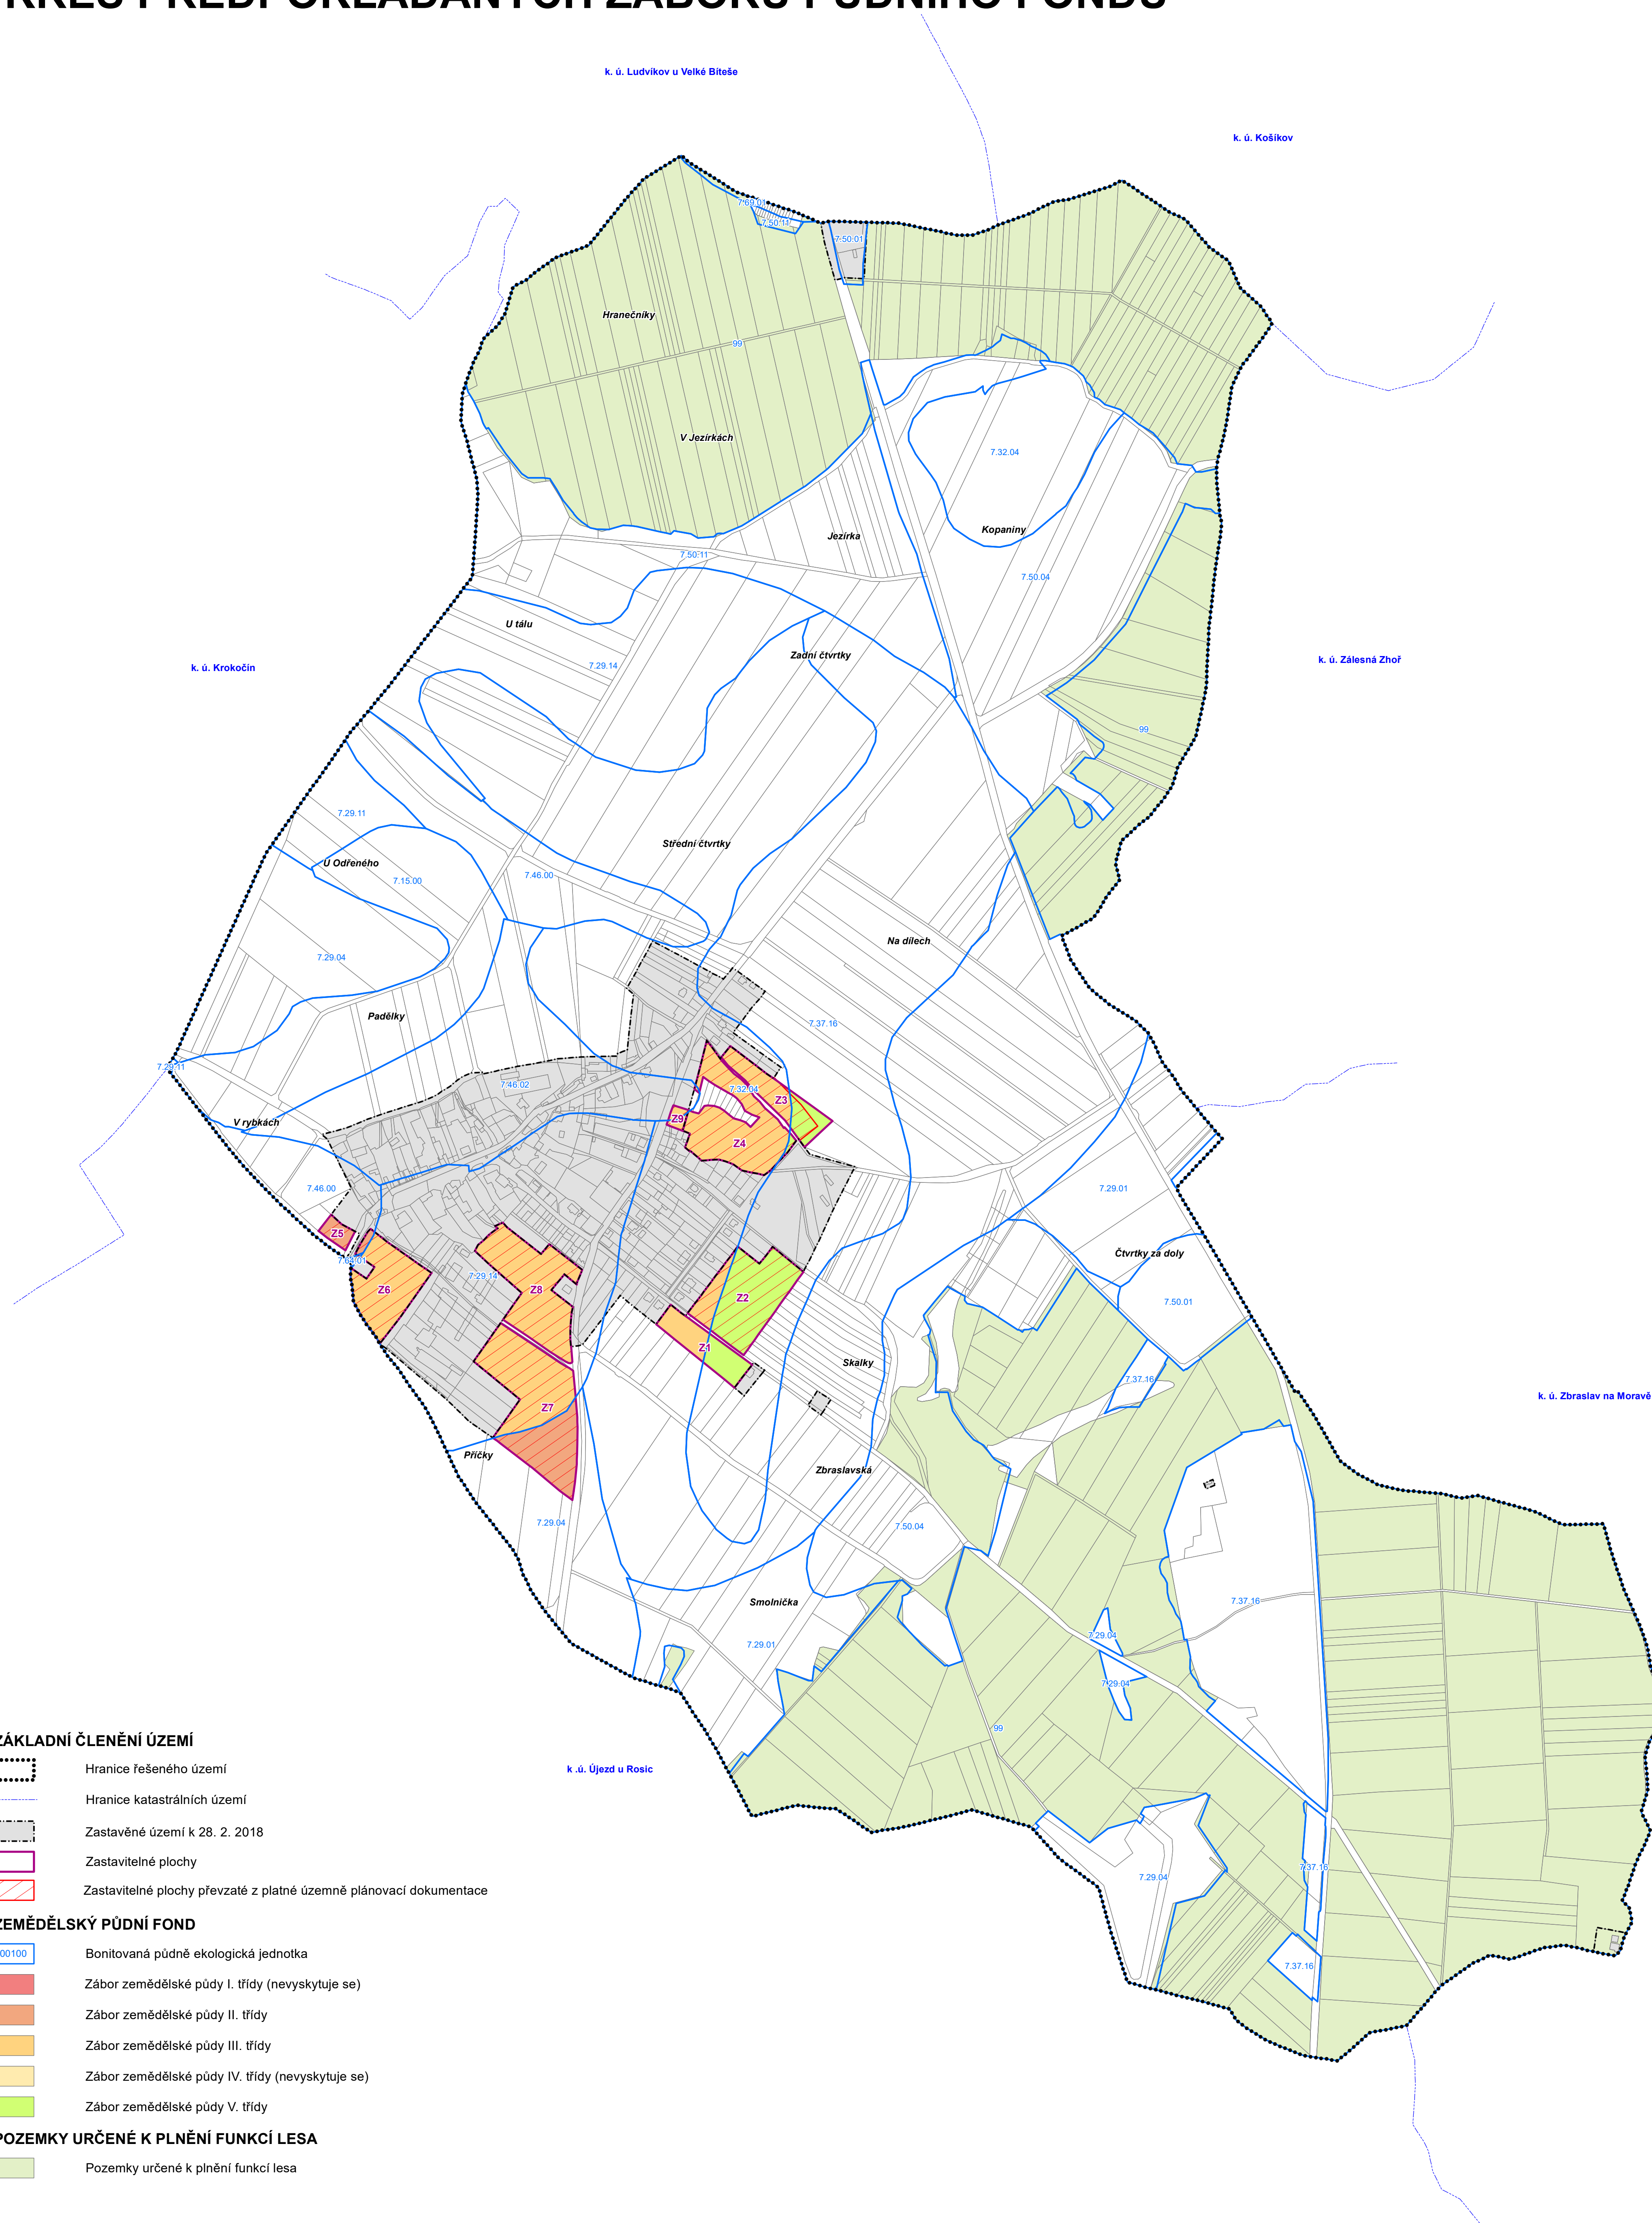 VÝKRES PŘEDPOKLÁDANÝCH ZÁBORŮ PŮDNÍHO FONDU
k. ú. Ludvíkov u Velké Bíteše
k. ú. Košíkov
7.69.01
7.50.11
7.50.01
Hranečníky
99
V Jezírkách
7.32.04
Kopaniny
Jezírka
7.50.11
7.50.04
U tálu
Zadní čtvrtky
7.29.14
k. ú. Krokočín
k. ú. Zálesná Zhoř
99
7.29.11
Střední čtvrtky
U Odřeného
7.15.00
7.46.00
Na dílech
7.29.04
Padělky
7.37.16
7.29.11
7.46.02
7.32.04
Z3
Z9
V rybkách
Z4
7.46.00
7.29.01
Z5
Čtvrtky za doly
7.64.01
7.29.14
Z6
Z8
Z2
7.50.01
Z1
Skalky
7.37.16
k. ú. Zbraslav na Moravě
Z7
Příčky
Zbraslavská
7.29.04
7.50.04
Smolnička
7.37.16
7.29.04
7.29.01
7.29.04
99
k .ú. Újezd u Rosic
7.29.04
7.37.16
7.37.16
ZÁKLADNÍ ČLENĚNÍ ÚZEMÍ
Hranice řešeného území
Hranice katastrálních území
Zastavěné území k 28. 2. 2018
Zastavitelné plochy
Zastavitelné plochy převzaté z platné územně plánovací dokumentace
ZEMĚDĚLSKÝ PŮDNÍ FOND
00100 Bonitovaná půdně ekologická jednotka
Zábor zemědělské půdy I. třídy (nevyskytuje se)
Zábor zemědělské půdy II. třídy
Zábor zemědělské půdy III. třídy
Zábor zemědělské půdy IV. třídy (nevyskytuje se)
Zábor zemědělské půdy V. třídy
POZEMKY URČENÉ K PLNĚNÍ FUNKCÍ LESA
Pozemky určené k plnění funkcí lesa